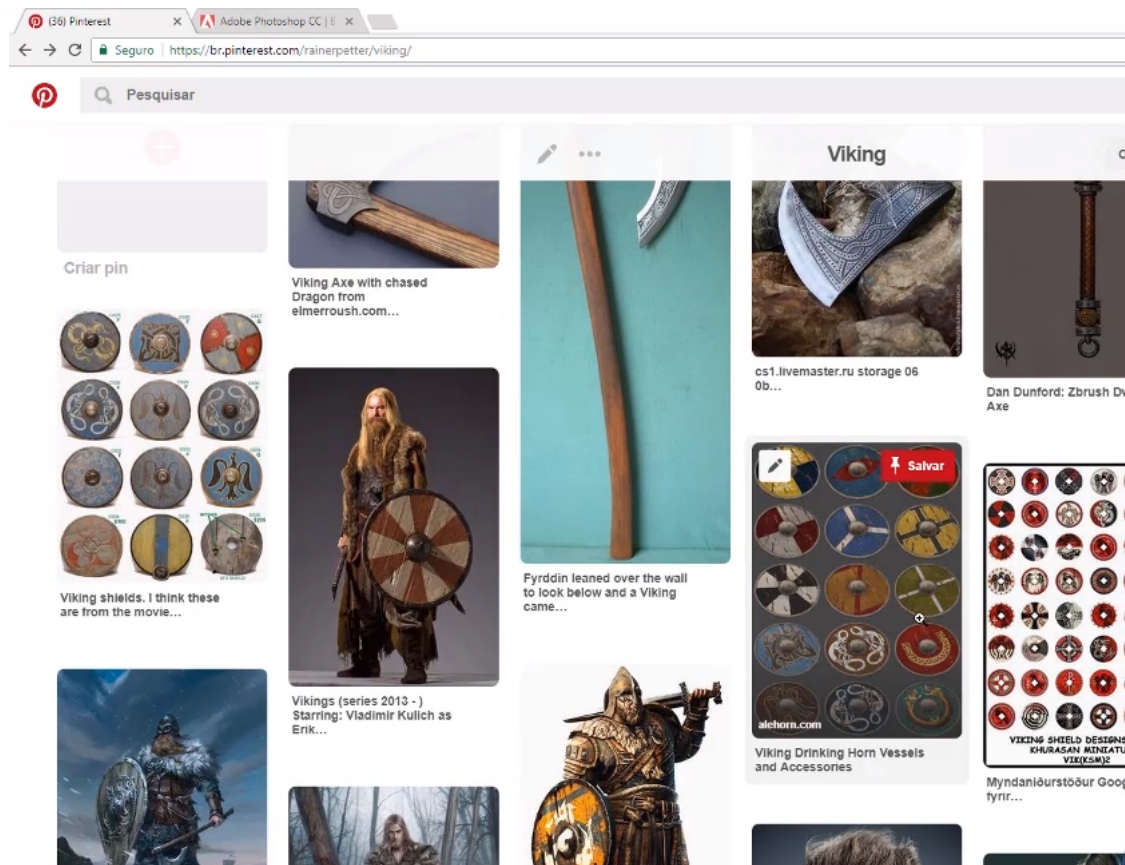 (36) Pinterest
Adobe Photoshop CC |
Seguro
https://br.pinterest.com/rainerpetter/viking/
Pesquisar
Viking
Criar pin
Viking shields. I think these
are from the movie...
Viking Axe with chased
Dragon from
elmerroush.com...
Vikings (series 2013 - )
Starring: Vladimir Kulich as
Erik...
Fyrddin leaned over the wall
to look below and a Viking
came...
cs1.livemaster.ru storage 06
0b...
Salvar
alehorn.com
Viking Drinking Horn Vessels
and Accessories
Dan Dunford: Zbrush
Axe
VIKING SHIELD DESIGNS
KHURASAN
VIK(KSM)2
Myndaniðurstöður
fyrir...